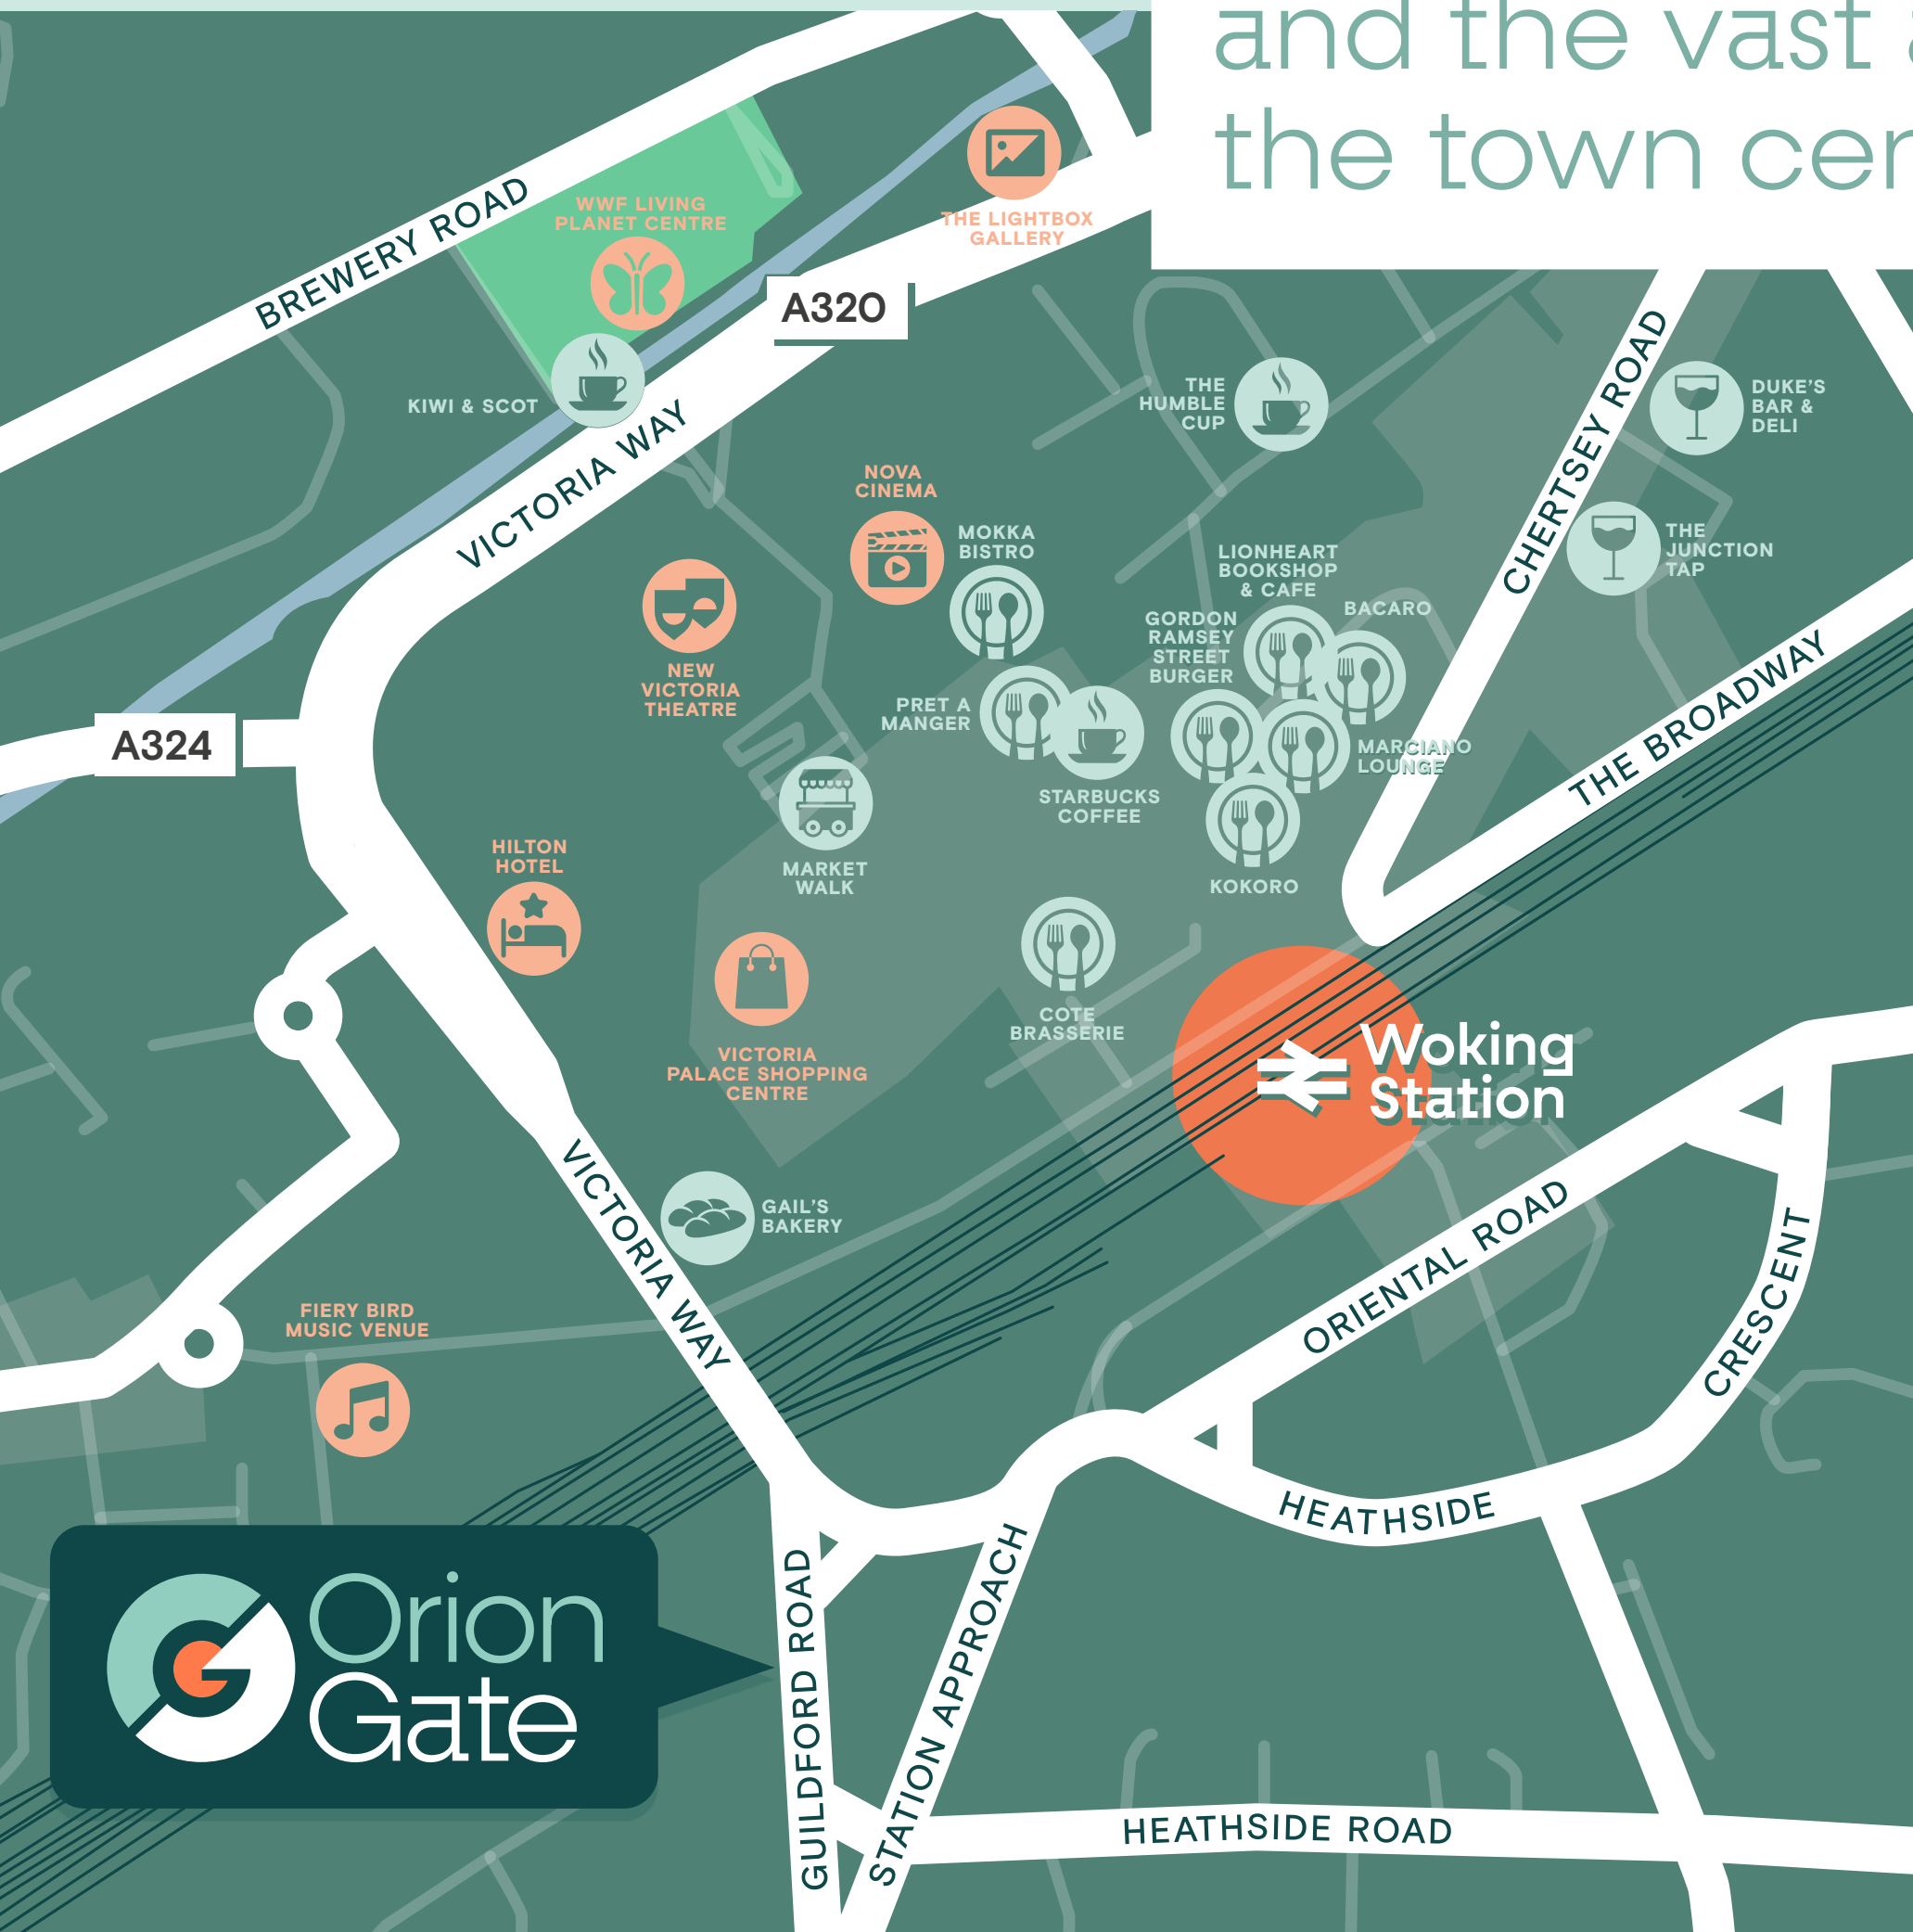 and the vast
the town cen
BREWERY ROAD
WWF LIVING
PLANET CENTRE
THE LIGHTBOX
GALLERY
A320
KIWI & SCOT
VICTORIA WAY
THE
HUMBLE
CUP
CHERTSEY ROAD
DUKE’S
BAR &
DELI
NOVA
CINEMA
MOKKA
BISTRO
LIONHEART
BOOKSHOP
& CAFE
THE
JUNCTION
TAP
BACARO
GORDON
RAMSEY
STREET
BURGER
NEW
VICTORIA
THEATRE
PRET A
MANGER
THE BROADWAY
A324
MARCIANO
LOUNGE
STARBUCKS
COFFEE
HILTON
HOTEL
MARKET
WALK
KOKORO
COTE
BRASSERIE
Woking
Station
VICTORIA
PALACE SHOPPING
CENTRE
VICTORIA WAY
GAIL’S
BAKERY
ORIENTAL ROAD
CRESCENT
FIERY BIRD
MUSIC VENUE
HEATHSIDE
Orion
Gate
GUILDFORD ROAD
STATION APPROACH
HEATHSIDE ROAD